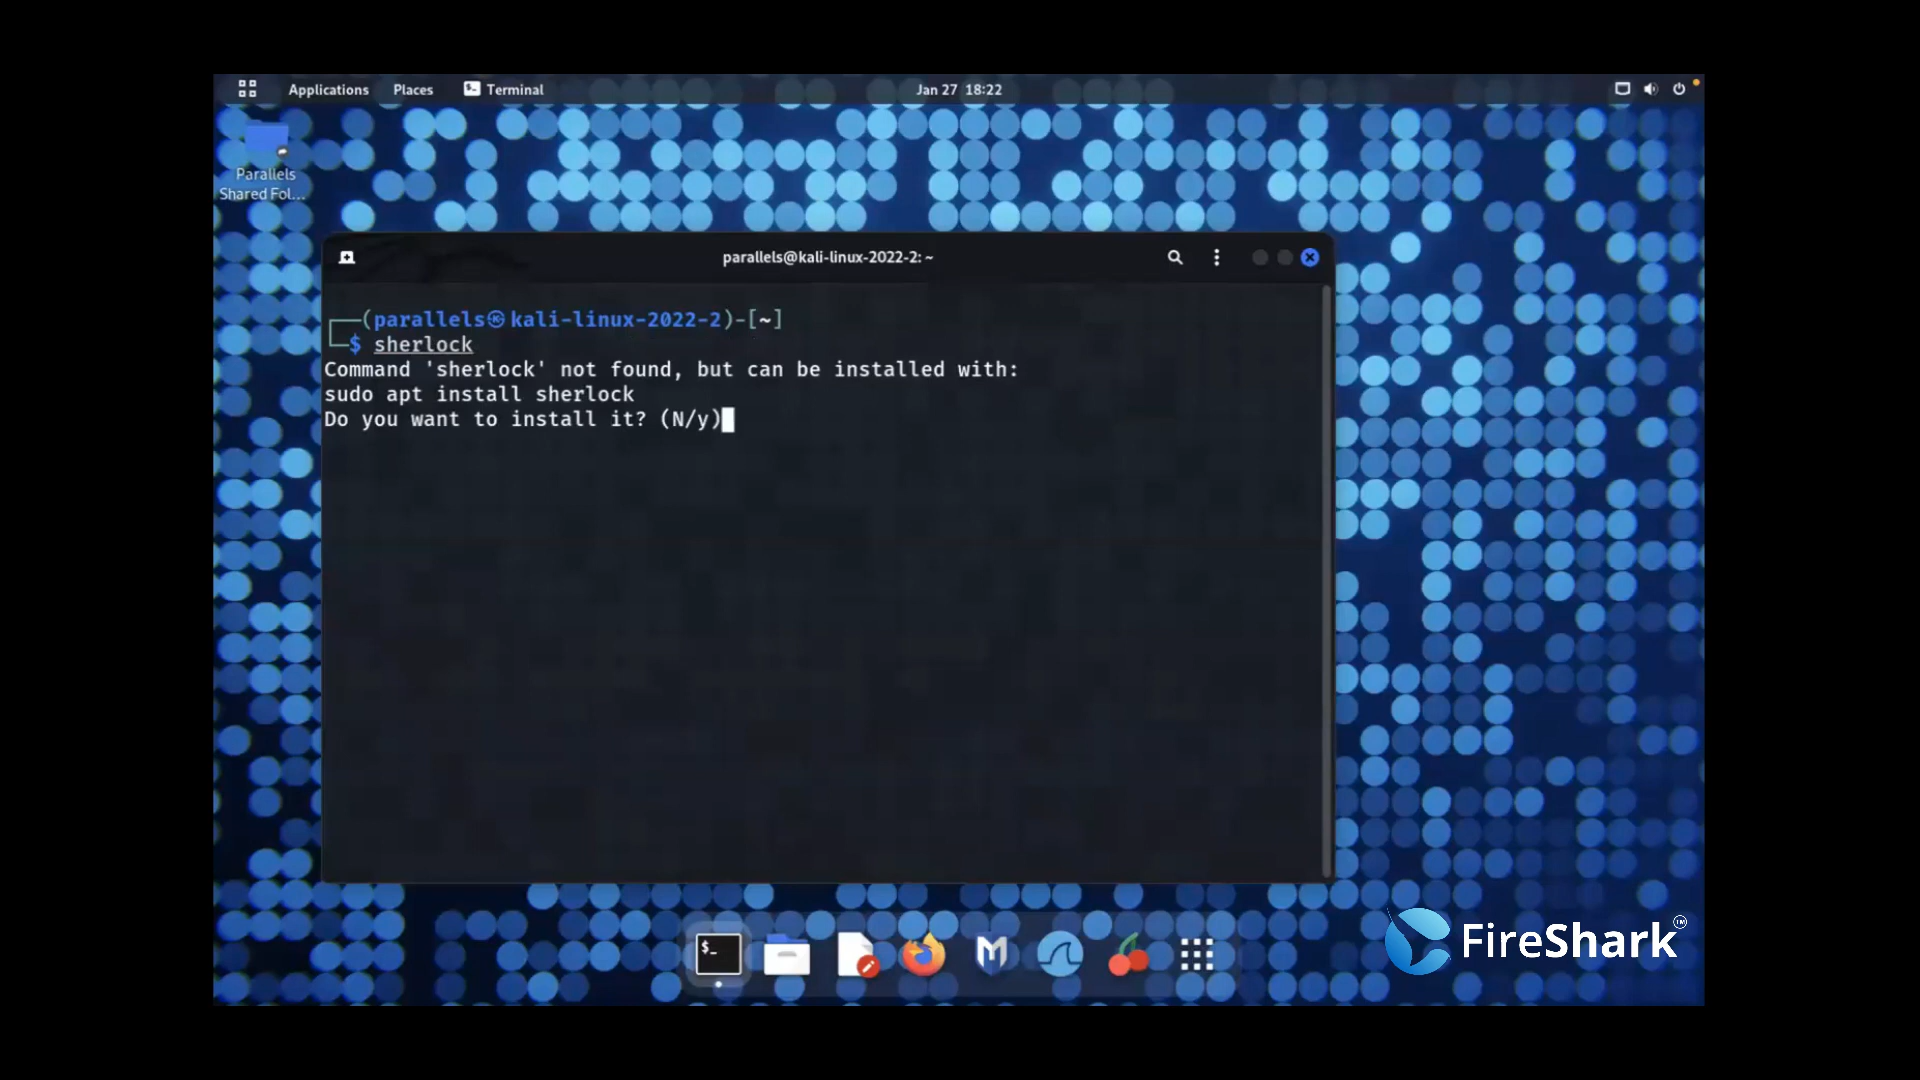 Applications Places Terminal Jan 27 18:22
Parallels
Shared Fol...
parallels@kali-linux-2022-2: ~
┌──(parallels㉿kali-linux-2022-2)-[~]
└─$ sherlock
Command 'sherlock' not found, but can be installed with:
sudo apt install sherlock
Do you want to install it? (N/y)
$_
FireShark™